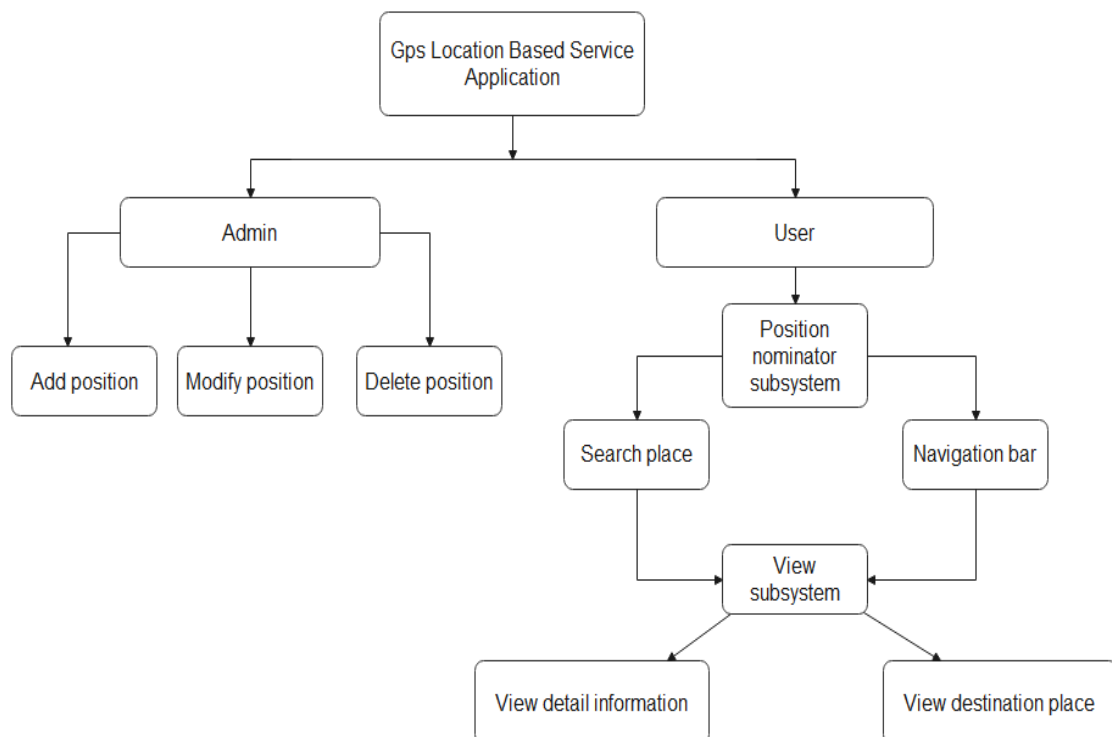 Gps Location Based Service
Application
Admin
User
Add position
Modify position
Delete position
Position
nominator
subsystem
Search place
Navigation bar
View
subsystem
View detail information
View destination place